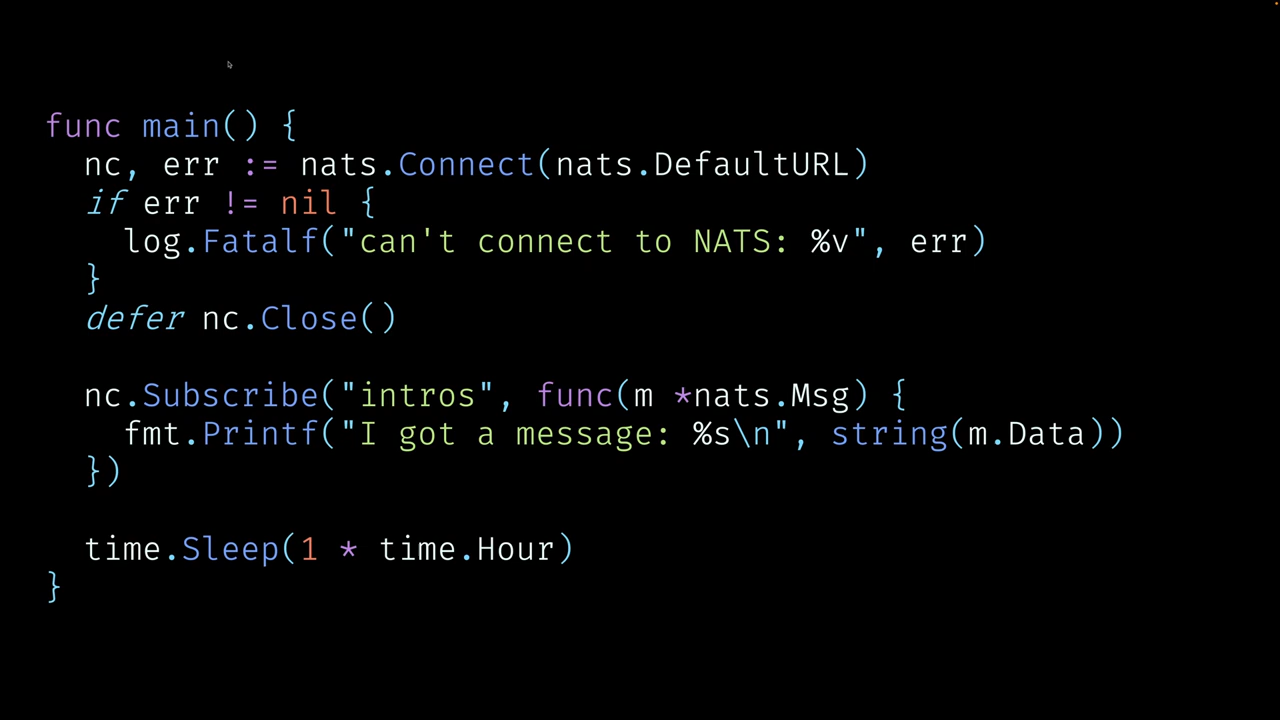 func main() {
  nc, err := nats.Connect(nats.DefaultURL)
  if err != nil {
    log.Fatalf("can't connect to NATS: %v", err)
  }
  defer nc.Close()

  nc.Subscribe("intros", func(m *nats.Msg) {
    fmt.Printf("I got a message: %s\n", string(m.Data))
  })

  time.Sleep(1 * time.Hour)
}